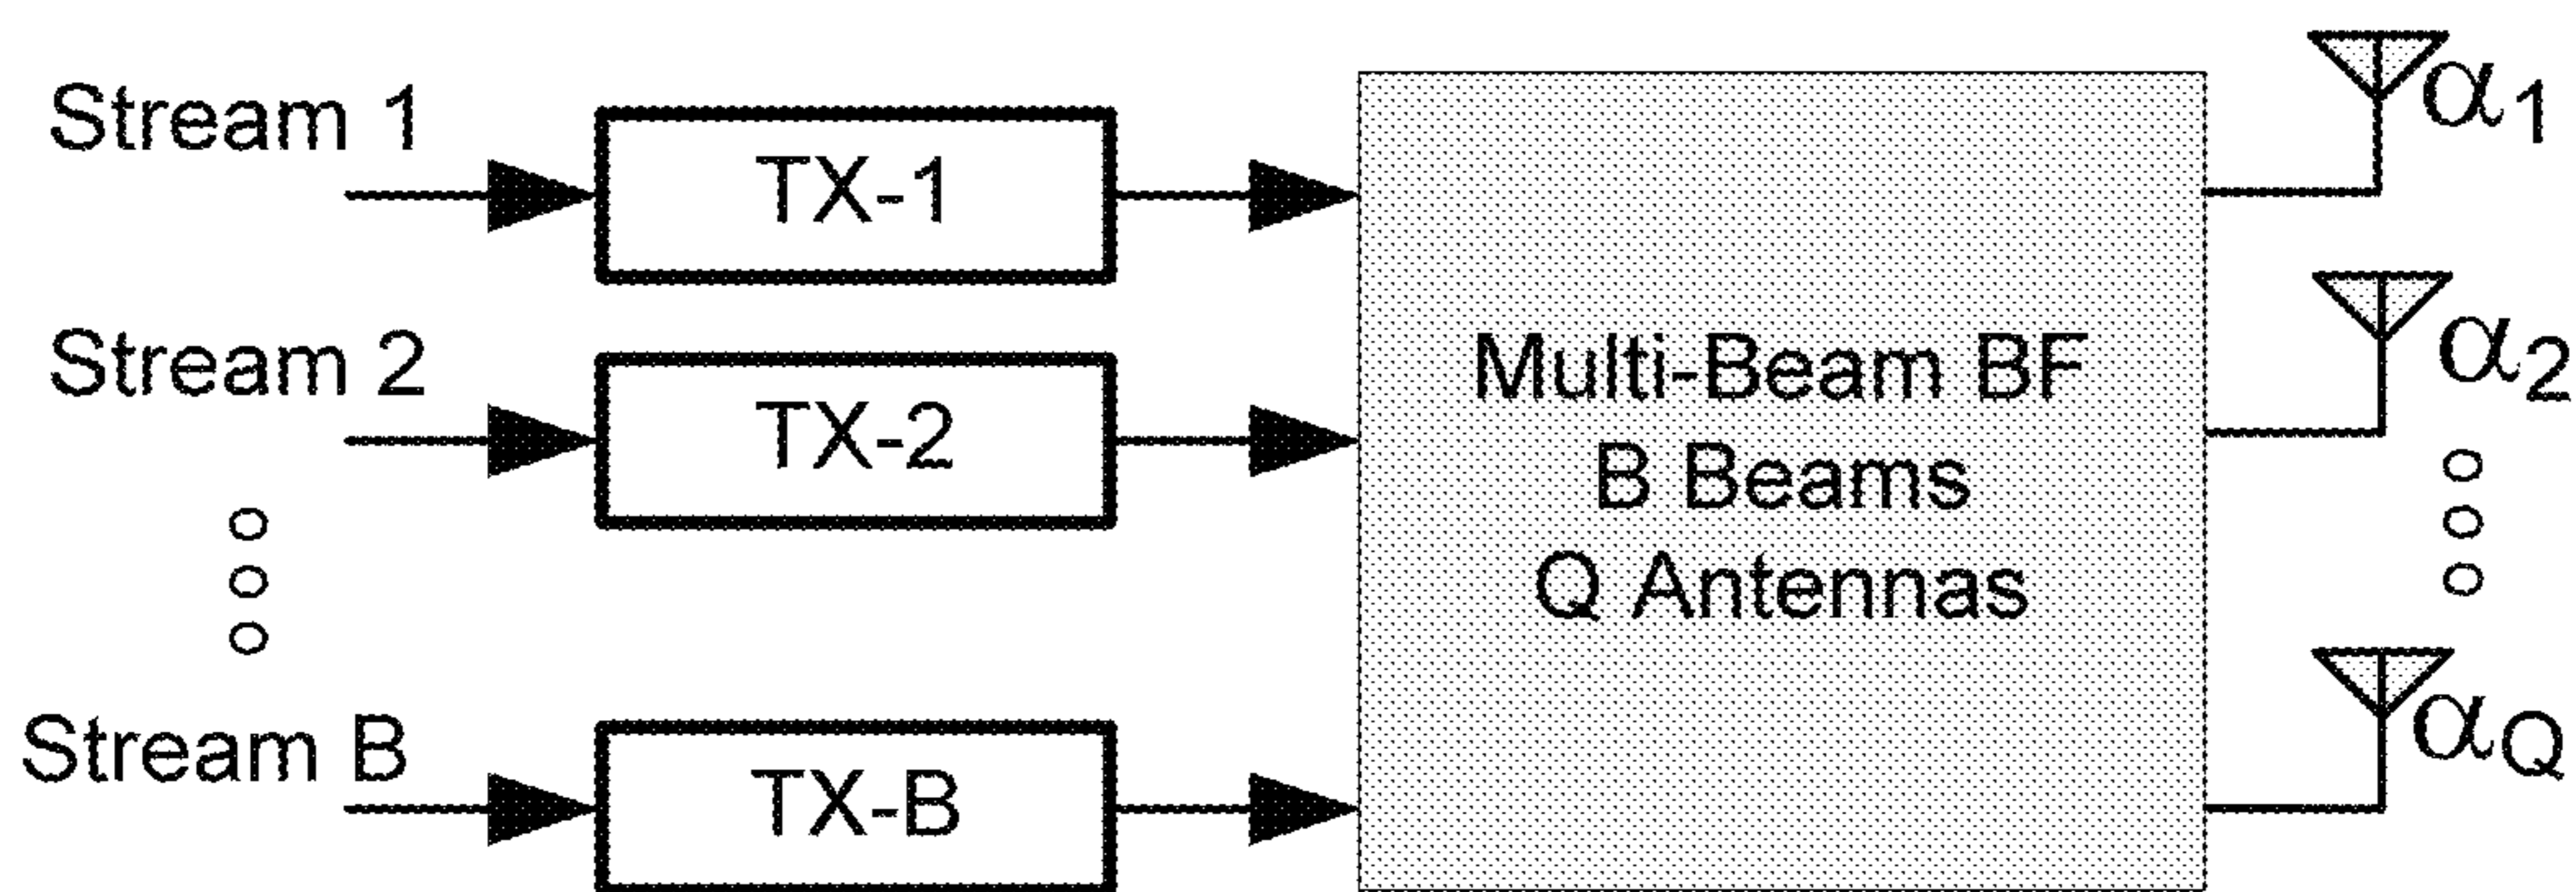 Stream 1
TX-1
α1
Stream 2
TX-2
α2
Multi-Beam BF
B Beams
Q Antennas
Stream B
TX-B
αQ